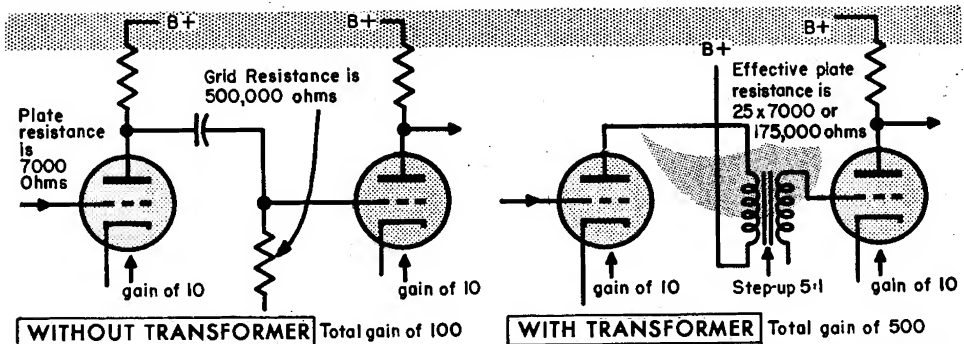 B+
B+
Plate
resistance
is
7000
Ohms
Grid Resistance is
500,000 ohms
gain of 10
gain of 10
WITHOUT TRANSFORMER Total gain of 100
B+
B+
Effective plate
resistance is
25 x 7000 or
175,000 ohms
gain of 10
Step-up 5:1
gain of 10
WITH TRANSFORMER Total gain of 500